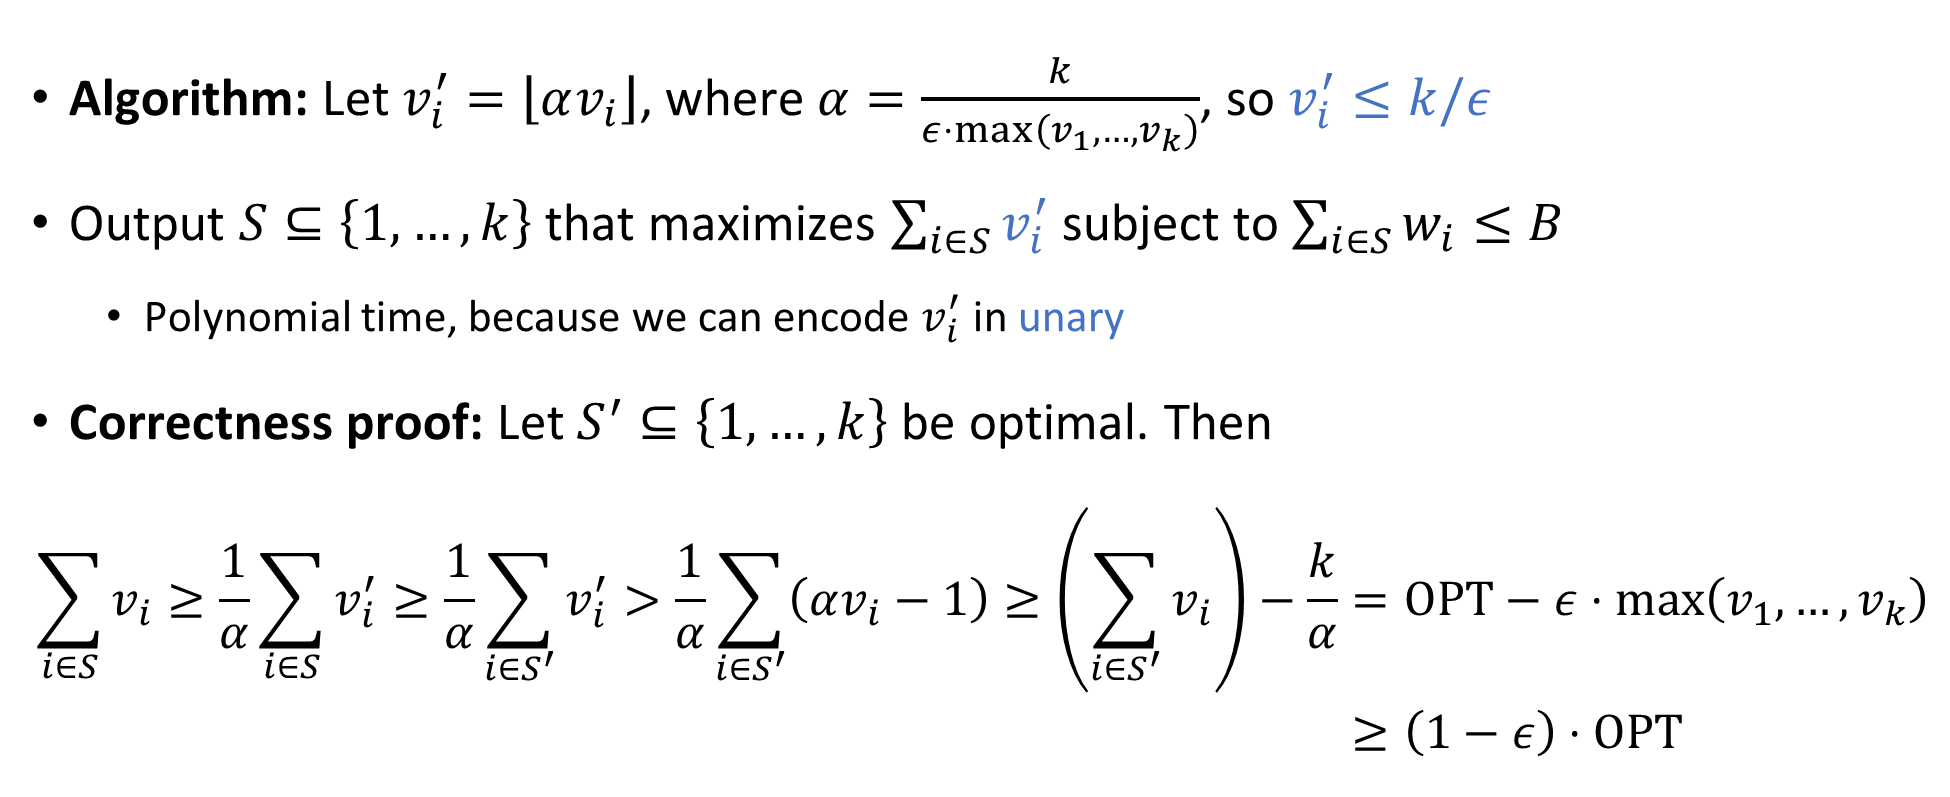 • Algorithm: Let v′ᵢ = ⌊αvᵢ⌋, where α = k / (ϵ·max(v₁,…,vₖ)), so v′ᵢ ≤ k/ϵ
• Output S ⊆ {1, … , k} that maximizes ∑_{i∈S} v′ᵢ subject to ∑_{i∈S} wᵢ ≤ B
• Polynomial time, because we can encode v′ᵢ in unary
• Correctness proof: Let S′ ⊆ {1, … , k} be optimal. Then
∑_{i∈S} vᵢ ≥ 1/α ∑_{i∈S} v′ᵢ ≥ 1/α ∑_{i∈S′} v′ᵢ > 1/α ∑_{i∈S′} (αvᵢ − 1) ≥ (∑_{i∈S′} vᵢ) − k/α = OPT − ϵ · max(v₁, … , vₖ)
≥ (1 − ϵ) · OPT